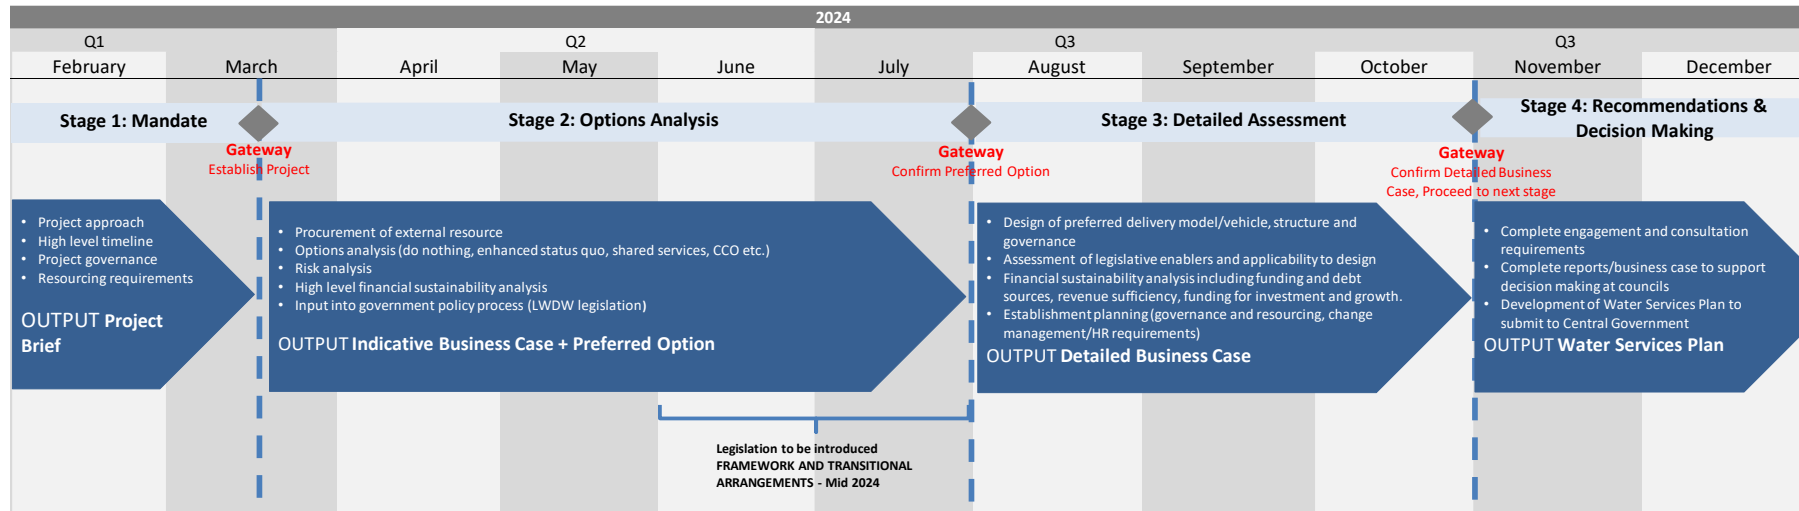 2024
Q1
Q2
Q3
Q3
February
March
April
May
June
July
August
September
October
November
December
Stage 1: Mandate
Stage 2: Options Analysis
Stage 3: Detailed Assessment
Stage 4: Recommendations &
Decision Making
Gateway
Establish Project
Gateway
Confirm Preferred Option
Gateway
Confirm Detailed Business
Case, Proceed to next stage
• Project approach
• High level timeline
• Project governance
• Resourcing requirements
OUTPUT Project
Brief
• Procurement of external resource
• Options analysis (do nothing, enhanced status quo, shared services, CCO etc.)
• Risk analysis
• High level financial sustainability analysis
• Input into government policy process (LWDW legislation)
OUTPUT Indicative Business Case + Preferred Option
• Design of preferred delivery model/vehicle, structure and
governance
• Assessment of legislative enablers and applicability to design
• Financial sustainability analysis including funding and debt
sources, revenue sufficiency, funding for investment and growth.
• Establishment planning (governance and resourcing, change
management/HR requirements)
OUTPUT Detailed Business Case
• Complete engagement and consultation
requirements
• Complete reports/business case to support
decision making at councils
• Development of Water Services Plan to
submit to Central Government
OUTPUT Water Services Plan
Legislation to be introduced
FRAMEWORK AND TRANSITIONAL
ARRANGEMENTS - Mid 2024